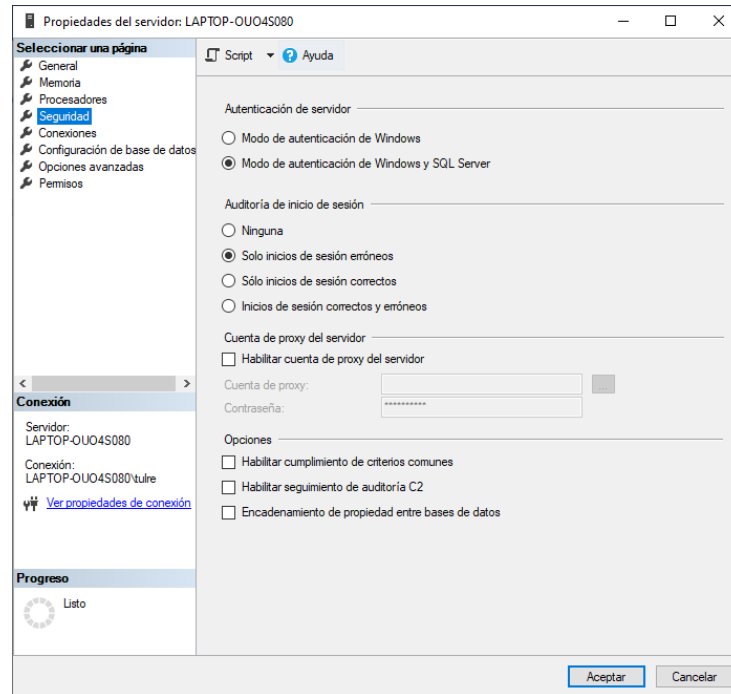 Propiedades del servidor: LAPTOP-OUO4S080
Seleccionar una página
General
Memoria
Procesadores
Seguridad
Conexiones
Configuración de base de datos
Opciones avanzadas
Permisos
Script
Ayuda
Autenticación de servidor
Modo de autenticación de Windows
Modo de autenticación de Windows y SQL Server
Auditoría de inicio de sesión
Ninguna
Solo inicios de sesión erróneos
Sólo inicios de sesión correctos
Inicios de sesión correctos y erróneos
Cuenta de proxy del servidor
Habilitar cuenta de proxy del servidor
Cuenta de proxy:
...
Contraseña:
**********
Opciones
Habilitar cumplimiento de criterios comunes
Habilitar seguimiento de auditoría C2
Encadenamiento de propiedad entre bases de datos
Conexión
Servidor:
LAPTOP-OUO4S080
Conexión:
LAPTOP-OUO4S080\tulre
Ver propiedades de conexión
Progreso
Listo
Aceptar
Cancelar